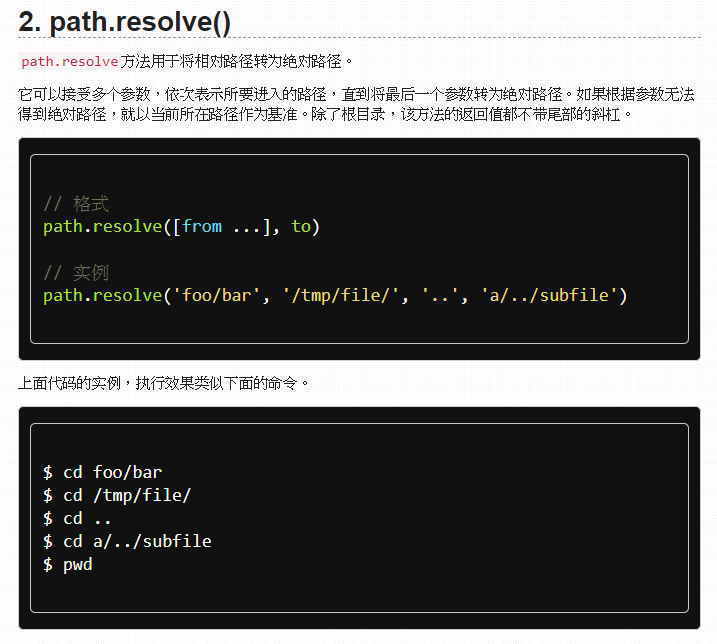 2. path.resolve()
path.resolve方法用于将相对路径转为绝对路径。
它可以接受多个参数，依次表示所要进入的路径，直到将最后一个参数转为绝对路径。如果根据参数无法
得到绝对路径，就以当前所在路径作为基准。除了根目录，该方法的返回值都不带尾部的斜杠。
// 格式
path.resolve([from ...], to)
// 实例
path.resolve('foo/bar', '/tmp/file/', '..', 'a/../subfile')
上面代码的实例，执行效果类似下面的命令。
$ cd foo/bar
$ cd /tmp/file/
$ cd ..
$ cd a/../subfile
$ pwd